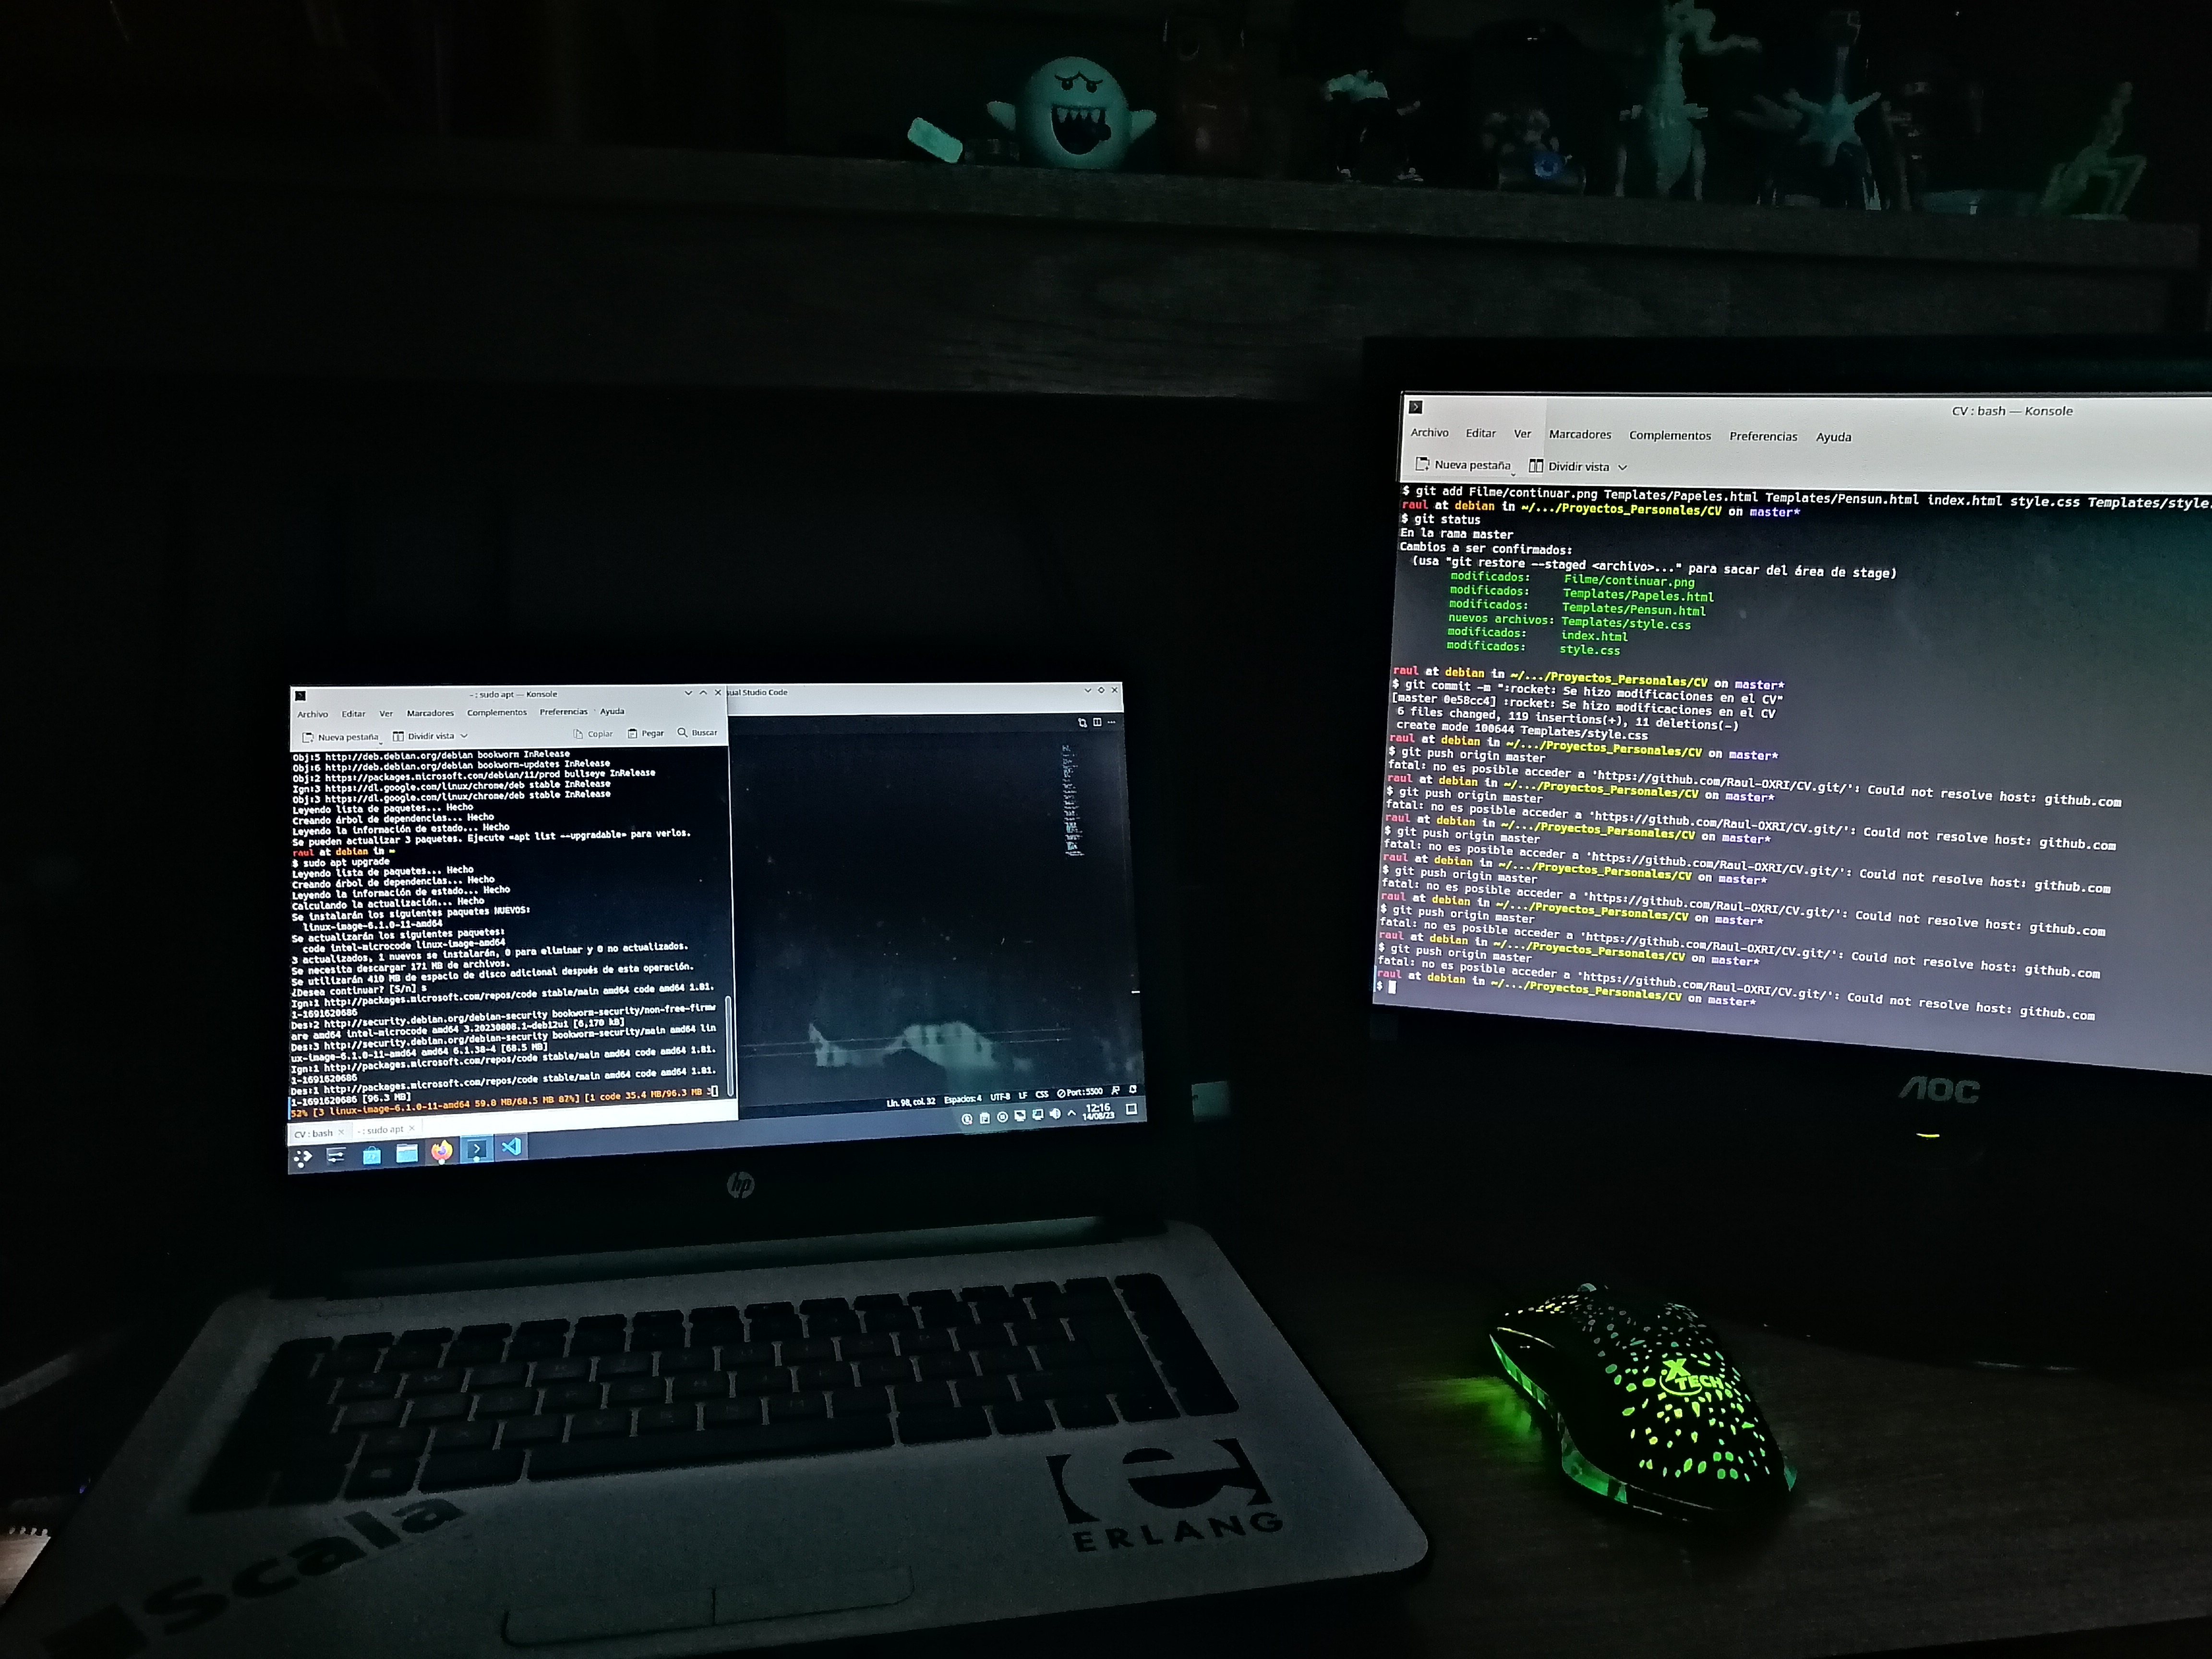 - : sudo apt — Konsole
Archivo Editar Ver Marcadores Complementos Preferencias Ayuda
Nueva pestaña Dividir vista Copiar Pegar Buscar
Obj:5 http://deb.debian.org/debian bookworm InRelease
Obj:6 http://deb.debian.org/debian bookworm-updates InRelease
Obj:2 https://packages.microsoft.com/debian/11/prod bullseye InRelease
Ign:3 https://dl.google.com/linux/chrome/deb stable InRelease
Obj:3 https://dl.google.com/linux/chrome/deb stable InRelease
Leyendo lista de paquetes... Hecho
Creando árbol de dependencias... Hecho
Leyendo la información de estado... Hecho
Se pueden actualizar 3 paquetes. Ejecute «apt list --upgradable» para verlos.
raul at debian in ~
$ sudo apt upgrade
Leyendo lista de paquetes... Hecho
Creando árbol de dependencias... Hecho
Leyendo la información de estado... Hecho
Calculando la actualización... Hecho
Se instalarán los siguientes paquetes NUEVOS:
linux-image-6.1.0-11-amd64
Se actualizarán los siguientes paquetes:
code intel-microcode linux-image-amd64
3 actualizados, 1 nuevos se instalarán, 0 para eliminar y 0 no actualizados.
Se necesita descargar 171 MB de archivos.
Se utilizarán 410 MB de espacio de disco adicional después de esta operación.
¿Desea continuar? [S/n] s
Ign:1 http://packages.microsoft.com/repos/code stable/main amd64 code amd64 1.81.
1-1691620686
Des:2 http://security.debian.org/debian-security bookworm-security/non-free-firmw
are amd64 intel-microcode amd64 3.20230808.1~deb12u1 [6,170 kB]
Des:3 http://security.debian.org/debian-security bookworm-security/main amd64 lin
ux-image-6.1.0-11-amd64 amd64 6.1.38-4 [68.5 MB]
Ign:1 http://packages.microsoft.com/repos/code stable/main amd64 code amd64 1.81.
1-1691620686
Des:1 http://packages.microsoft.com/repos/code stable/main amd64 code amd64 1.81.
1-1691620686 [96.3 MB]
52% [3 linux-image-6.1.0-11-amd64 59.8 MB/68.5 MB 87%] [1 code 35.4 MB/96.3 MB 3
CV : bash - : sudo apt
sual Studio Code
Lín. 98, col. 32 Espacios: 4 UTF-8 LF CSS Port : 5500
12:16
14/08/23
hp
Scala
ERLANG
CV : bash — Konsole
Archivo Editar Ver Marcadores Complementos Preferencias Ayuda
Nueva pestaña Dividir vista
$ git add Filme/continuar.png Templates/Papeles.html Templates/Pensun.html index.html style.css Templates/style.
raul at debian in ~/.../Proyectos_Personales/CV on master*
$ git status
En la rama master
Cambios a ser confirmados:
(usa "git restore --staged <archivo>..." para sacar del área de stage)
modificados: Filme/continuar.png
modificados: Templates/Papeles.html
modificados: Templates/Pensun.html
nuevos archivos: Templates/style.css
modificados: index.html
modificados: style.css
raul at debian in ~/.../Proyectos_Personales/CV on master*
$ git commit -m ":rocket: Se hizo modificaciones en el CV"
[master 0e58cc4] :rocket: Se hizo modificaciones en el CV
6 files changed, 119 insertions(+), 11 deletions(-)
create mode 100644 Templates/style.css
raul at debian in ~/.../Proyectos_Personales/CV on master*
$ git push origin master
fatal: no es posible acceder a 'https://github.com/Raul-OXRI/CV.git/': Could not resolve host: github.com
raul at debian in ~/.../Proyectos_Personales/CV on master*
$ git push origin master
fatal: no es posible acceder a 'https://github.com/Raul-OXRI/CV.git/': Could not resolve host: github.com
raul at debian in ~/.../Proyectos_Personales/CV on master*
$ git push origin master
fatal: no es posible acceder a 'https://github.com/Raul-OXRI/CV.git/': Could not resolve host: github.com
raul at debian in ~/.../Proyectos_Personales/CV on master*
$ git push origin master
fatal: no es posible acceder a 'https://github.com/Raul-OXRI/CV.git/': Could not resolve host: github.com
raul at debian in ~/.../Proyectos_Personales/CV on master*
$ git push origin master
fatal: no es posible acceder a 'https://github.com/Raul-OXRI/CV.git/': Could not resolve host: github.com
raul at debian in ~/.../Proyectos_Personales/CV on master*
$ git push origin master
fatal: no es posible acceder a 'https://github.com/Raul-OXRI/CV.git/': Could not resolve host: github.com
raul at debian in ~/.../Proyectos_Personales/CV on master*
$
AOC
X
TECH